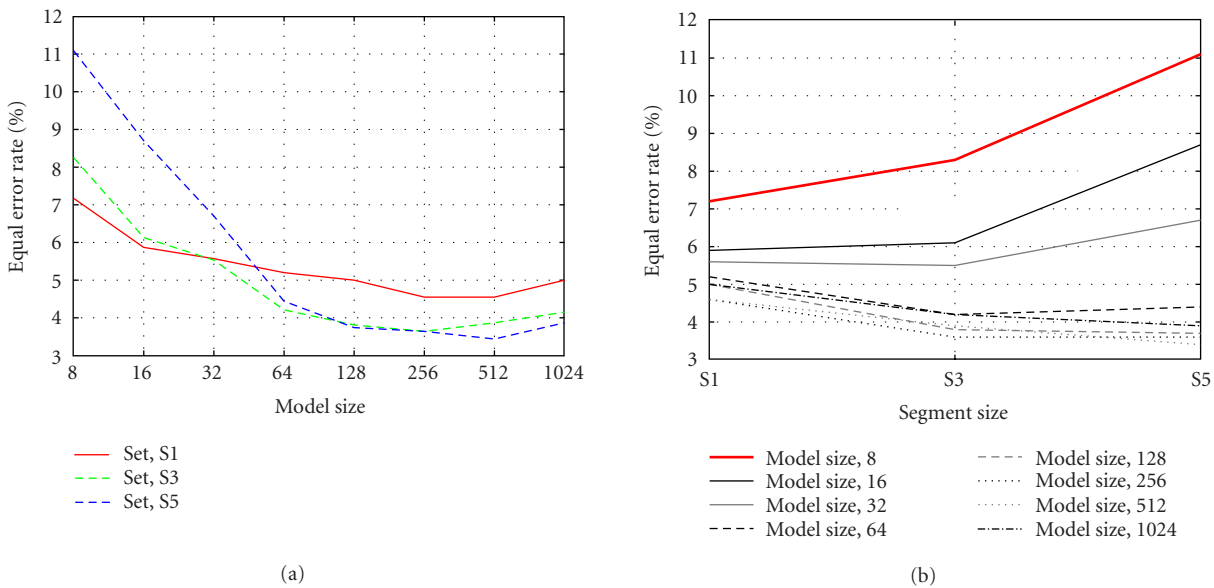 12
11
10
9
8
7
6
5
4
3
Equal error rate (%)
8 16 32 64 128 256 512 1024
Model size
Set, S1
Set, S3
Set, S5
(a)
12
11
10
9
8
7
6
5
4
3
Equal error rate (%)
S1 S3 S5
Segment size
Model size, 8
Model size, 16
Model size, 32
Model size, 64
Model size, 128
Model size, 256
Model size, 512
Model size, 1024
(b)